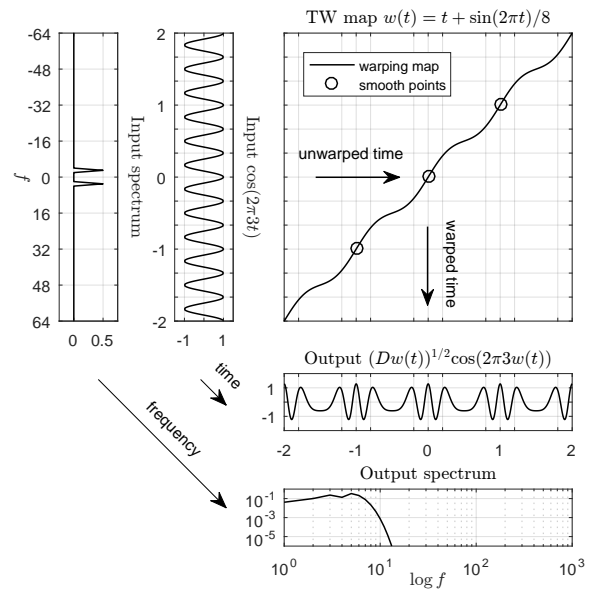 TW map w(t) = t + sin(2πt)/8
-64
-48
-32
-16
0
16
32
48
64
f
0 0.5
Input spectrum
2
1
0
-1
-2
-1 1
Input cos(2π3t)
warping map
smooth points
unwarped time
warped time
time
frequency
Output (Dw(t))^{1/2}cos(2π3w(t))
1
-1
-2 -1 0 1 2
Output spectrum
10^{-1}
10^{-3}
10^{-5}
10^{0} 10^{1} 10^{2} 10^{3}
log f